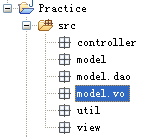 Practice
src
controller
model
model.dao
model.vo
util
view